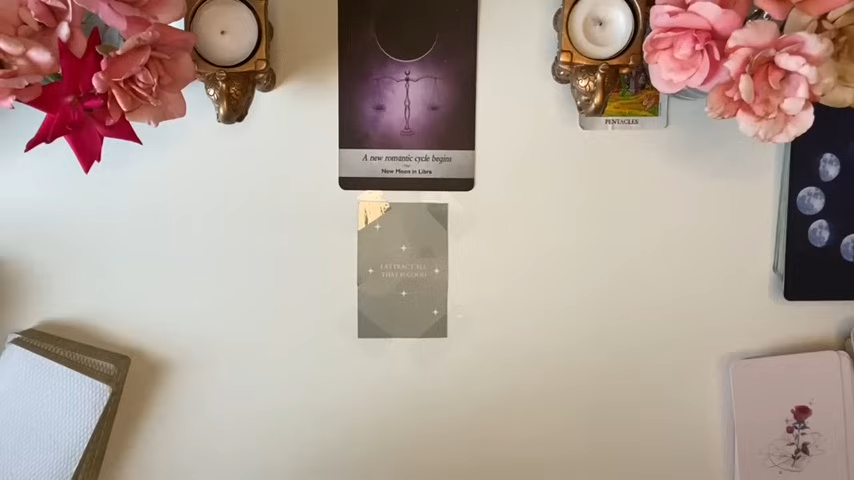 A new romantic cycle begins
New Moon in Libra
PENTACLES
I ATTRACT ALL
THAT IS GOOD